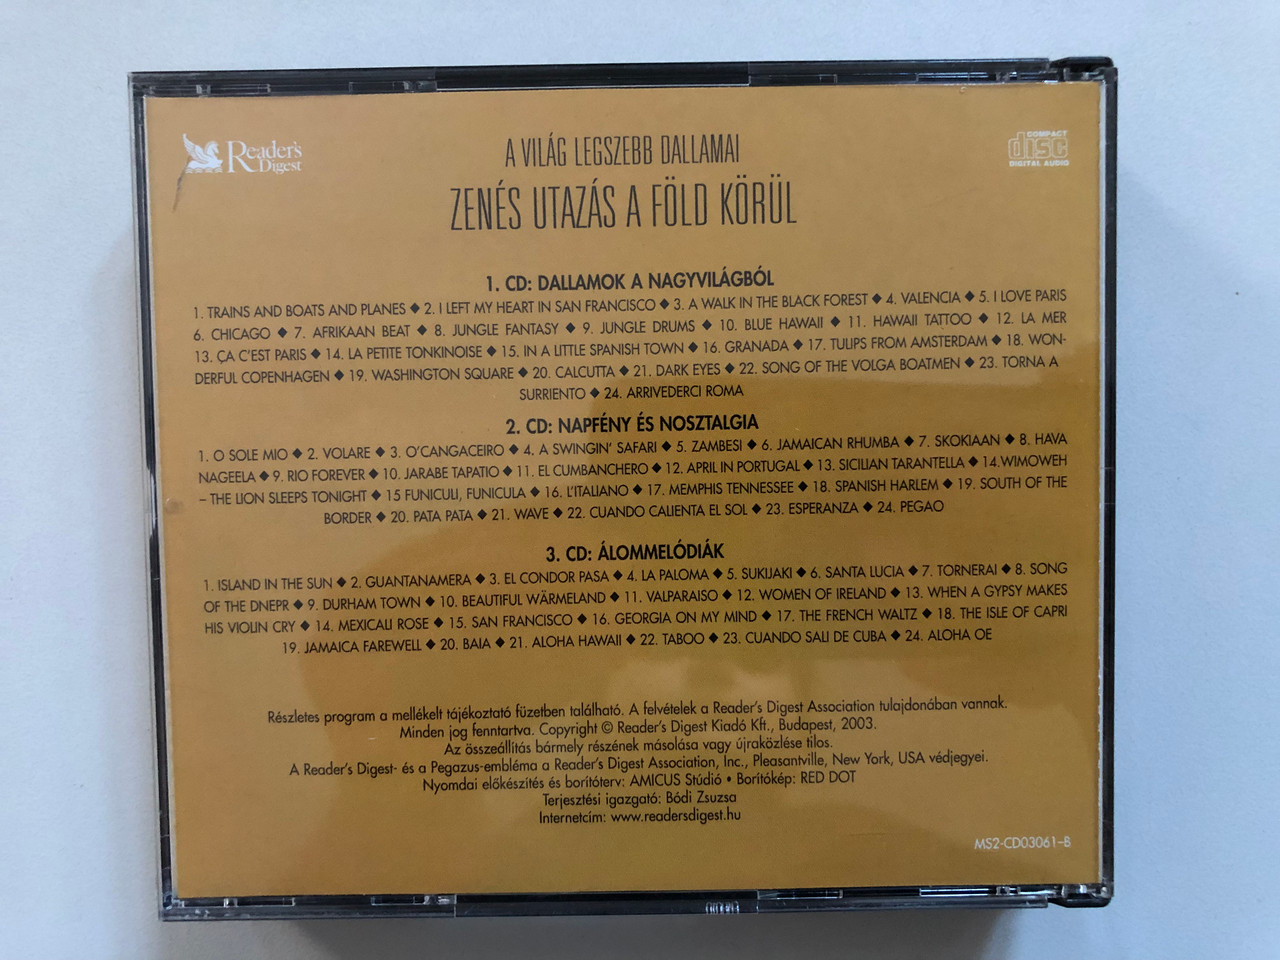 Reader's
Digest
COMPACT
disc
DIGITAL AUDIO
A VILÁG LEGSZEBB DALLAMAI
ZENÉS UTAZÁS A FÖLD KÖRÜL
1. CD: DALLAMOK A NAGYVILÁGBÓL
1. TRAINS AND BOATS AND PLANES ◆ 2. I LEFT MY HEART IN SAN FRANCISCO ◆ 3. A WALK IN THE BLACK FOREST ◆ 4. VALENCIA ◆ 5. I LOVE PARIS
6. CHICAGO ◆ 7. AFRIKAAN BEAT ◆ 8. JUNGLE FANTASY ◆ 9. JUNGLE DRUMS ◆ 10. BLUE HAWAII ◆ 11. HAWAII TATTOO ◆ 12. LA MER
13. ÇA C'EST PARIS ◆ 14. LA PETITE TONKINOISE ◆ 15. IN A LITTLE SPANISH TOWN ◆ 16. GRANADA ◆ 17. TULIPS FROM AMSTERDAM ◆ 18. WON-
DERFUL COPENHAGEN ◆ 19. WASHINGTON SQUARE ◆ 20. CALCUTTA ◆ 21. DARK EYES ◆ 22. SONG OF THE VOLGA BOATMEN ◆ 23. TORNA A
SURRIENTO ◆ 24. ARRIVEDERCI ROMA
2. CD: NAPFÉNY ÉS NOSZTALGIA
1. O SOLE MIO ◆ 2. VOLARE ◆ 3. O'CANGACEIRO ◆ 4. A SWINGIN' SAFARI ◆ 5. ZAMBESI ◆ 6. JAMAICAN RHUMBA ◆ 7. SKOKIAAN ◆ 8. HAVA
NAGEELA ◆ 9. RIO FOREVER ◆ 10. JARABE TAPATIO ◆ 11. EL CUMBANCHERO ◆ 12. APRIL IN PORTUGAL ◆ 13. SICILIAN TARANTELLA ◆ 14.WIMOWEH
– THE LION SLEEPS TONIGHT ◆ 15 FUNICULI, FUNICULA ◆ 16. L'ITALIANO ◆ 17. MEMPHIS TENNESSEE ◆ 18. SPANISH HARLEM ◆ 19. SOUTH OF THE
BORDER ◆ 20. PATA PATA ◆ 21. WAVE ◆ 22. CUANDO CALIENTA EL SOL ◆ 23. ESPERANZA ◆ 24. PEGAO
3. CD: ÁLOMMELÓDIÁK
1. ISLAND IN THE SUN ◆ 2. GUANTANAMERA ◆ 3. EL CONDOR PASA ◆ 4. LA PALOMA ◆ 5. SUKIJAKI ◆ 6. SANTA LUCIA ◆ 7. TORNERAI ◆ 8. SONG
OF THE DNEPR ◆ 9. DURHAM TOWN ◆ 10. BEAUTIFUL WÄRMELAND ◆ 11. VALPARAISO ◆ 12. WOMEN OF IRELAND ◆ 13. WHEN A GYPSY MAKES
HIS VIOLIN CRY ◆ 14. MEXICALI ROSE ◆ 15. SAN FRANCISCO ◆ 16. GEORGIA ON MY MIND ◆ 17. THE FRENCH WALTZ ◆ 18. THE ISLE OF CAPRI
19. JAMAICA FAREWELL ◆ 20. BAIA ◆ 21. ALOHA HAWAII ◆ 22. TABOO ◆ 23. CUANDO SALI DE CUBA ◆ 24. ALOHA OE
Részletes program a mellékelt tájékoztató füzetben található. A felvételek a Reader's Digest Association tulajdonában vannak.
Minden jog fenntartva. Copyright © Reader's Digest Kiadó Kft., Budapest, 2003.
Az összeállítás bármely részének másolása vagy újraközlése tilos.
A Reader's Digest- és a Pegazus-embléma a Reader's Digest Association, Inc., Pleasantville, New York, USA védjegyei.
Nyomdai előkészítés és borítóterv: AMICUS Stúdió • Borítókép: RED DOT
Terjesztési igazgató: Bódi Zsuzsa
Internetcím: www.readersdigest.hu
MS2-CD03061-B